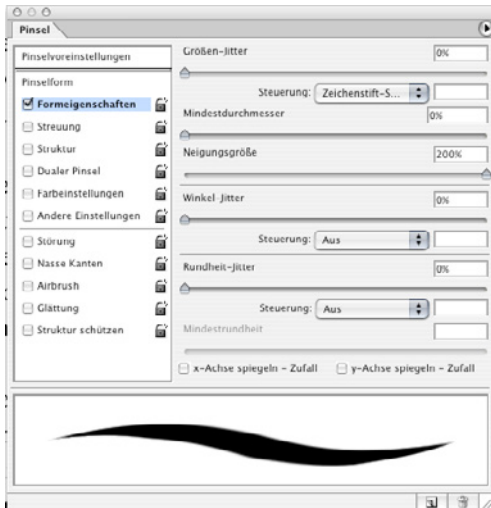 Pinsel
Pinselvoreinstellungen
Pinselform
Formeigenschaften
Streuung
Struktur
Dualer Pinsel
Farbeinstellungen
Andere Einstellungen
Störung
Nasse Kanten
Airbrush
Glättung
Struktur schützen
Größen-Jitter 0%
Steuerung: Zeichenstift-S...
Mindestdurchmesser 0%
Neigungsgröße 200%
Winkel-Jitter 0%
Steuerung: Aus
Rundheit-Jitter 0%
Steuerung: Aus
Mindestrundheit
x-Achse spiegeln - Zufall y-Achse spiegeln - Zufall